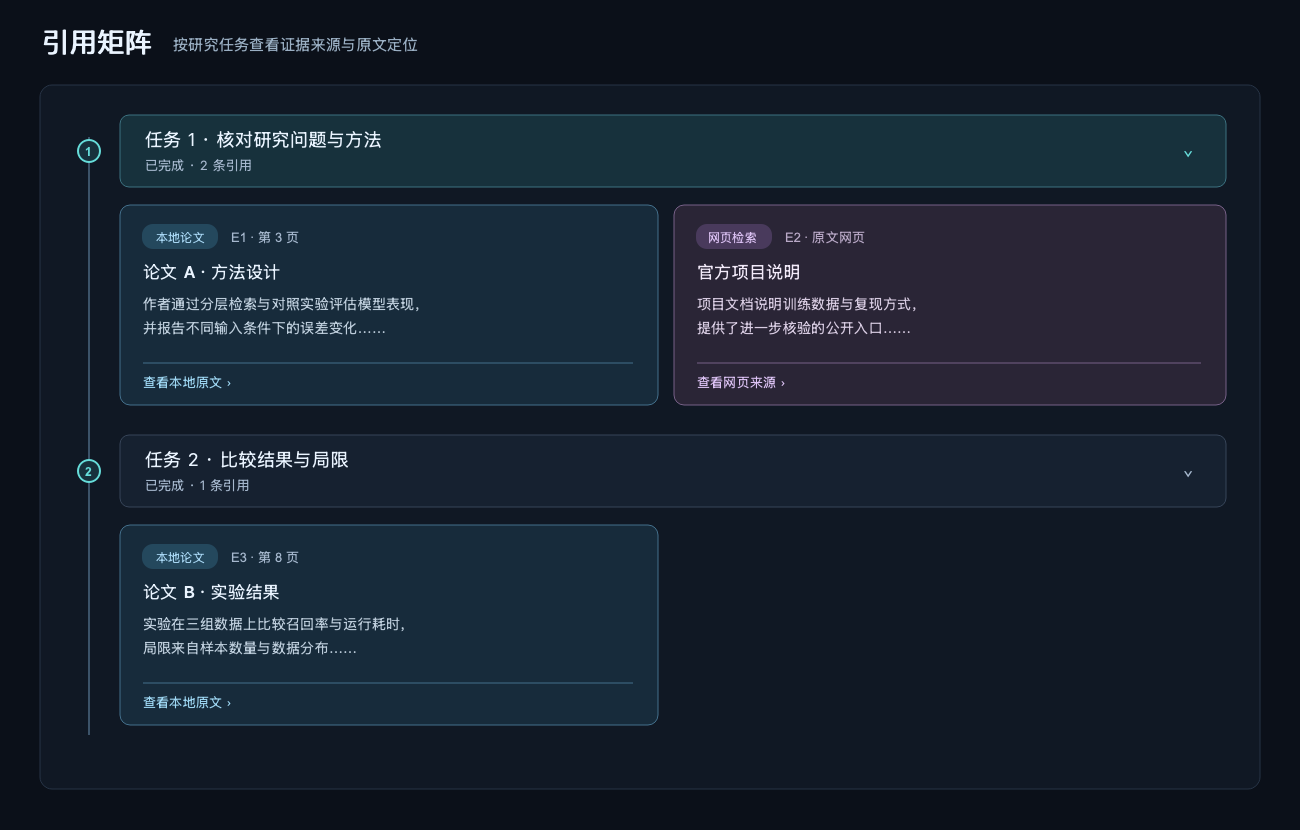 引用矩阵
按研究任务查看证据来源与原文定位
1
任务 1 · 核对研究问题与方法
已完成 · 2 条引用
本地论文
E1 · 第 3 页
论文 A · 方法设计
作者通过分层检索与对照实验评估模型表现，
并报告不同输入条件下的误差变化……
查看本地原文 ›
网页检索
E2 · 原文网页
官方项目说明
项目文档说明训练数据与复现方式，
提供了进一步核验的公开入口……
查看网页来源 ›
2
任务 2 · 比较结果与局限
已完成 · 1 条引用
本地论文
E3 · 第 8 页
论文 B · 实验结果
实验在三组数据上比较召回率与运行耗时，
局限来自样本数量与数据分布……
查看本地原文 ›